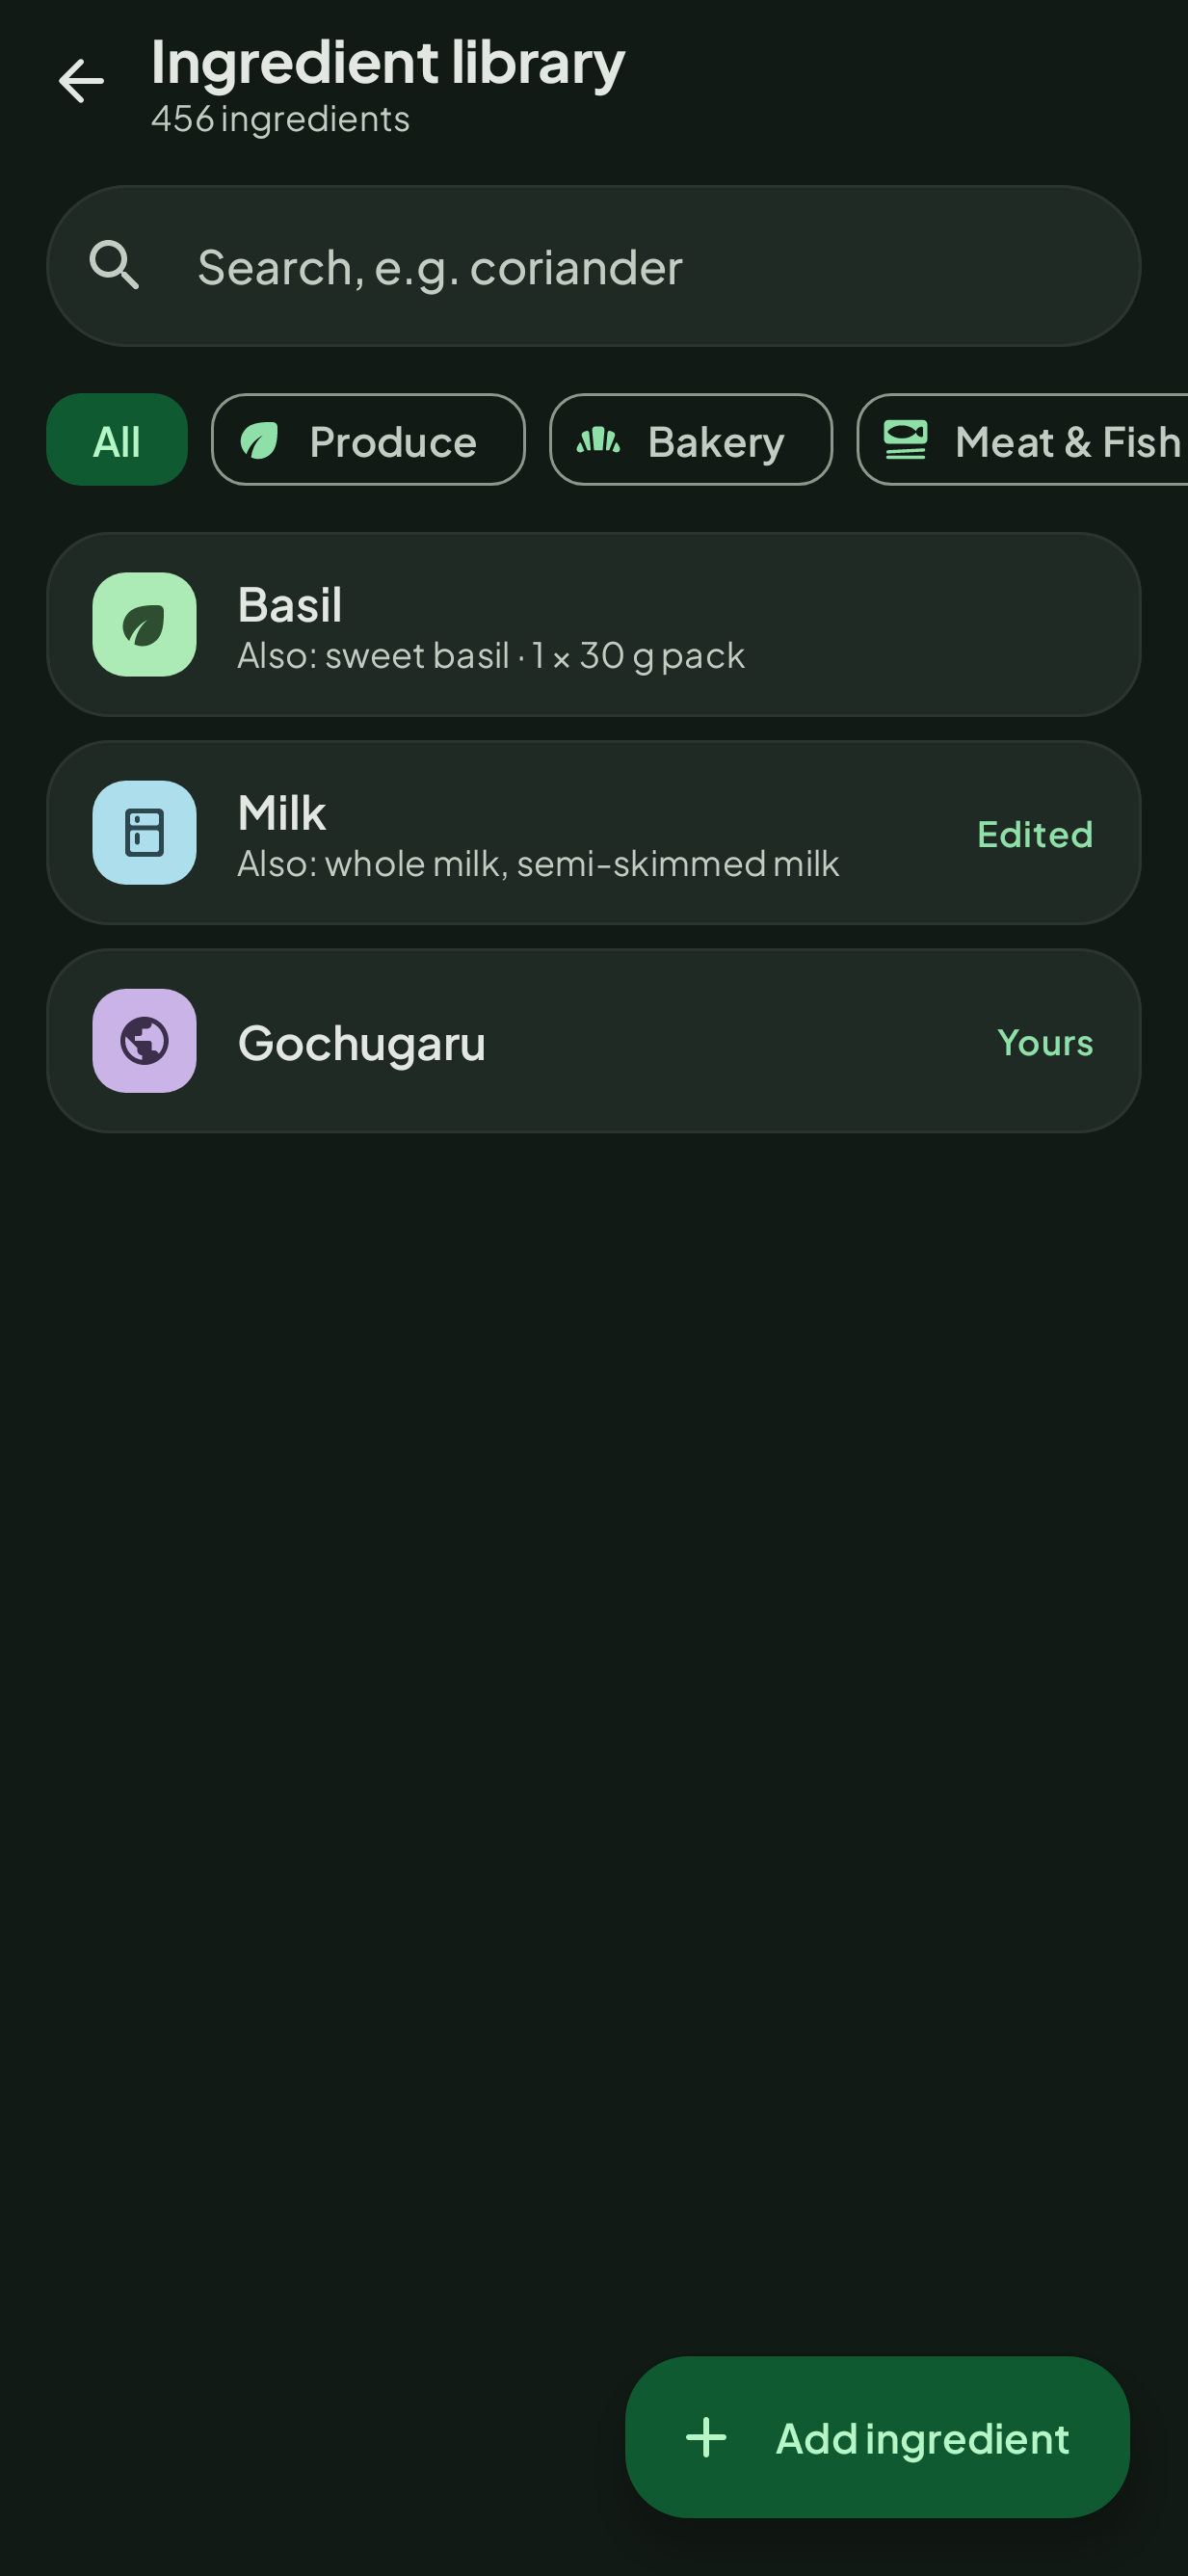 Ingredient library
456 ingredients
Search, e.g. coriander
All
Produce
Bakery
Meat & Fish
Basil
Also: sweet basil · 1 × 30 g pack
Milk
Also: whole milk, semi-skimmed milk
Edited
Gochugaru
Yours
Add ingredient